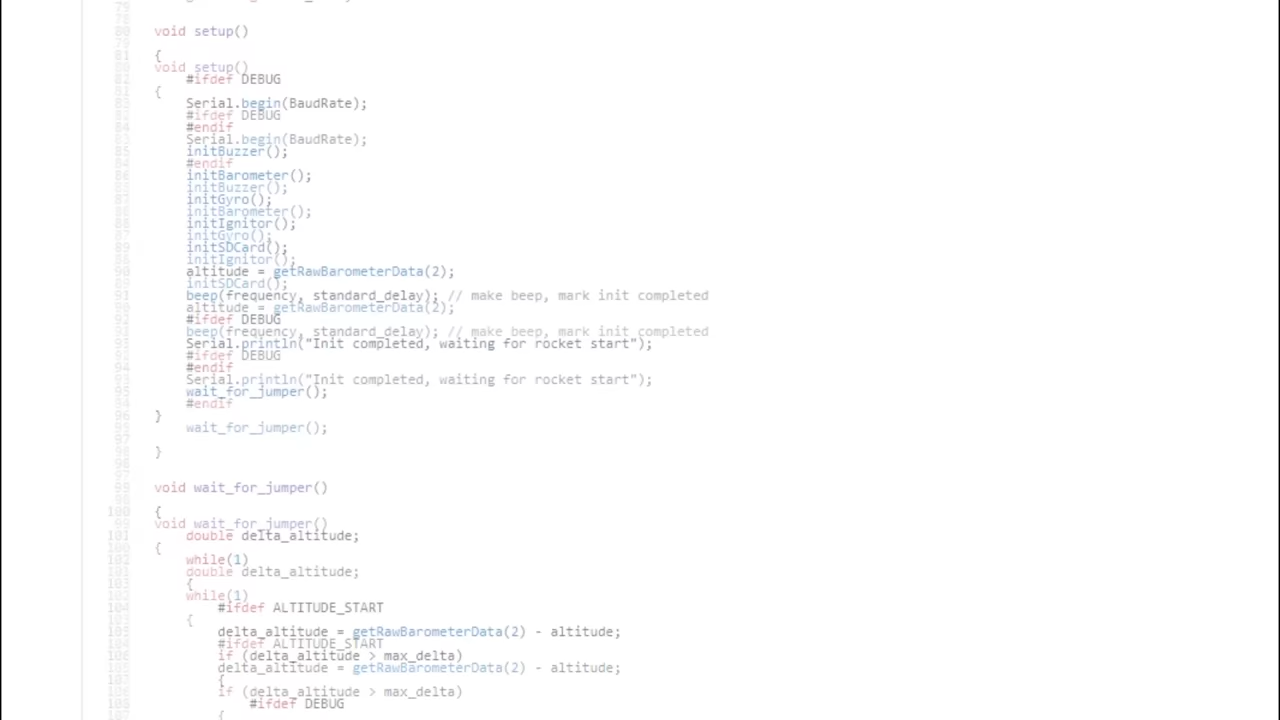 void setup()
{
void setup()
#ifdef DEBUG
{
Serial.begin(BaudRate);
#ifdef DEBUG
#endif
Serial.begin(BaudRate);
initBuzzer();
#endif
initBarometer();
initBuzzer();
initGyro();
initBarometer();
initIgnitor();
initGyro();
initSDCard();
initIgnitor();
altitude = getRawBarometerData(2);
initSDCard();
beep(frequency, standard_delay); // make beep, mark init completed
altitude = getRawBarometerData(2);
#ifdef DEBUG
beep(frequency, standard_delay); // make beep, mark init completed
Serial.println("Init completed, waiting for rocket start");
#ifdef DEBUG
#endif
Serial.println("Init completed, waiting for rocket start");
wait_for_jumper();
#endif
}
wait_for_jumper();
}
void wait_for_jumper()
{
void wait_for_jumper()
double delta_altitude;
{
while(1)
double delta_altitude;
{
while(1)
#ifdef ALTITUDE_START
{
delta_altitude = getRawBarometerData(2) - altitude;
#ifdef ALTITUDE_START
if (delta_altitude > max_delta)
delta_altitude = getRawBarometerData(2) - altitude;
{
if (delta_altitude > max_delta)
#ifdef DEBUG
{